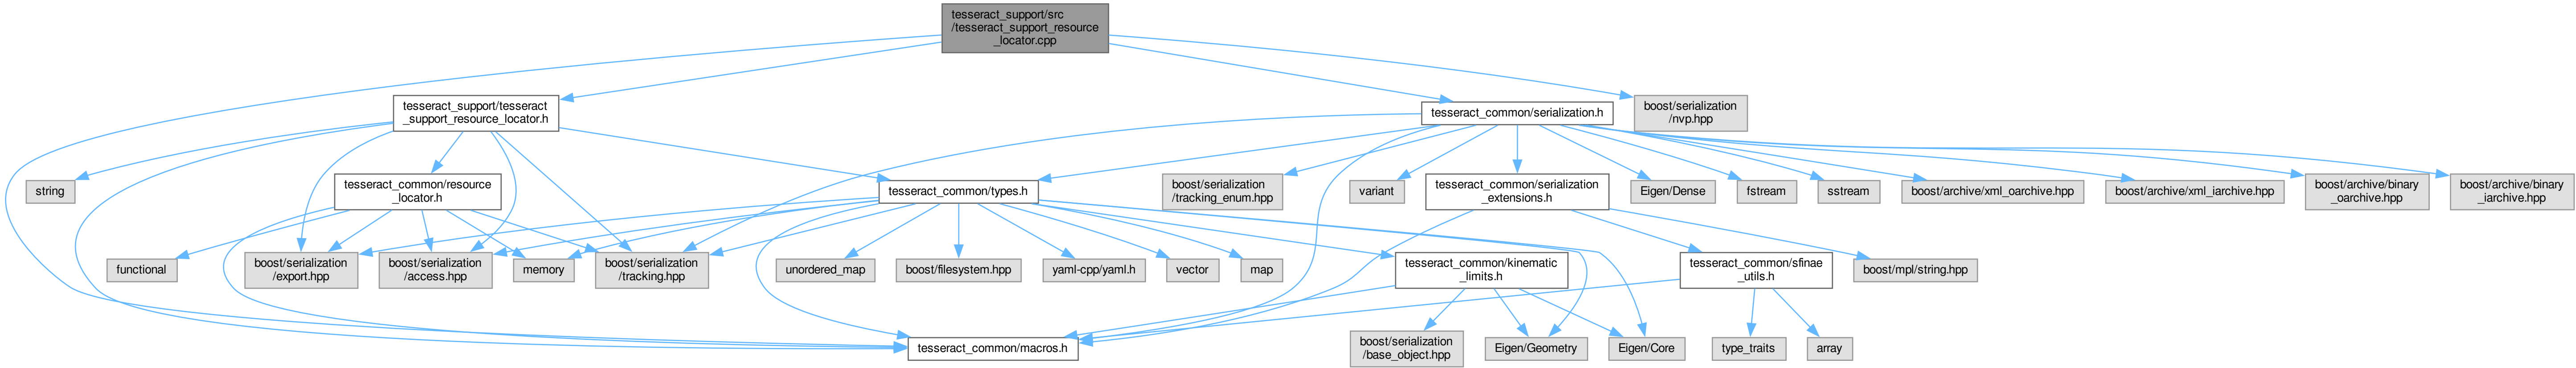 tesseract_support/src
/tesseract_support_resource
_locator.cpp
tesseract_support/tesseract
_support_resource_locator.h
tesseract_common/serialization.h
boost/serialization
/nvp.hpp
string
tesseract_common/resource
_locator.h
tesseract_common/types.h
boost/serialization
/tracking_enum.hpp
variant
tesseract_common/serialization
_extensions.h
Eigen/Dense
fstream
sstream
boost/archive/xml_oarchive.hpp
boost/archive/xml_iarchive.hpp
boost/archive/binary
_oarchive.hpp
boost/archive/binary
_iarchive.hpp
functional
boost/serialization
/export.hpp
boost/serialization
/access.hpp
memory
boost/serialization
/tracking.hpp
unordered_map
boost/filesystem.hpp
yaml-cpp/yaml.h
vector
map
tesseract_common/kinematic
_limits.h
tesseract_common/sfinae
_utils.h
boost/mpl/string.hpp
tesseract_common/macros.h
boost/serialization
/base_object.hpp
Eigen/Geometry
Eigen/Core
type_traits
array